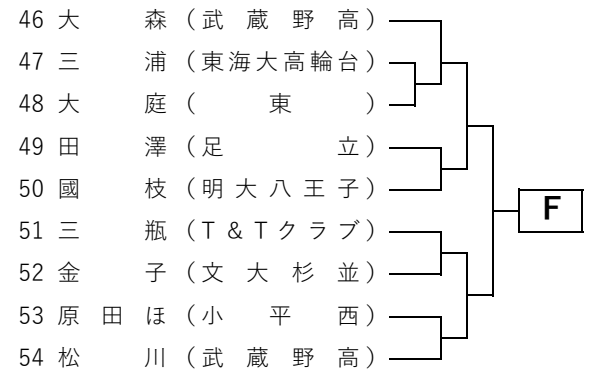 46 大 森 (武 蔵 野 高)
47 三 浦 (東海大高輪台)
48 大 庭 ( 東 )
49 田 澤 (足 立)
50 國 枝 (明大八王子)
51 三 瓶 (T&Tクラブ)
52 金 子 (文 大 杉 並)
53 原 田 ほ (小 平 西)
54 松 川 (武 蔵 野 高)
F